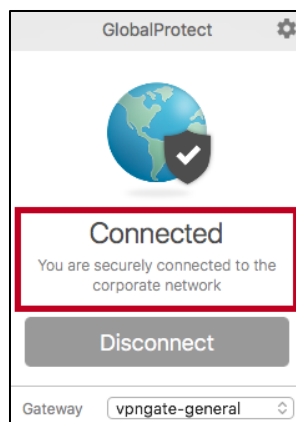 GlobalProtect
Connected
You are securely connected to the
corporate network
Disconnect
Gateway vpngate-general